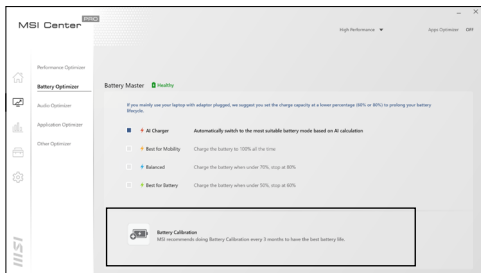 MSI Center PRO
High Performance ▼
Apps Optimizer OFF
Performance Optimizer
Battery Optimizer
Audio Optimizer
Application Optimizer
Other Optimizer
Battery Master Healthy
If you mainly use your laptop with adaptor plugged, we suggest you set the charge capacity at a lower percentage (60% or 80%) to prolong your battery
lifecycle.
AI Charger Automatically switch to the most suitable battery mode based on AI calculation
Best for Mobility Charge the battery to 100% all the time
Balanced Charge the battery when under 70%, stop at 80%
Best for Battery Charge the battery when under 50%, stop at 60%
Battery Calibration
MSI recommends doing Battery Calibration every 3 months to have the best battery life.
msi